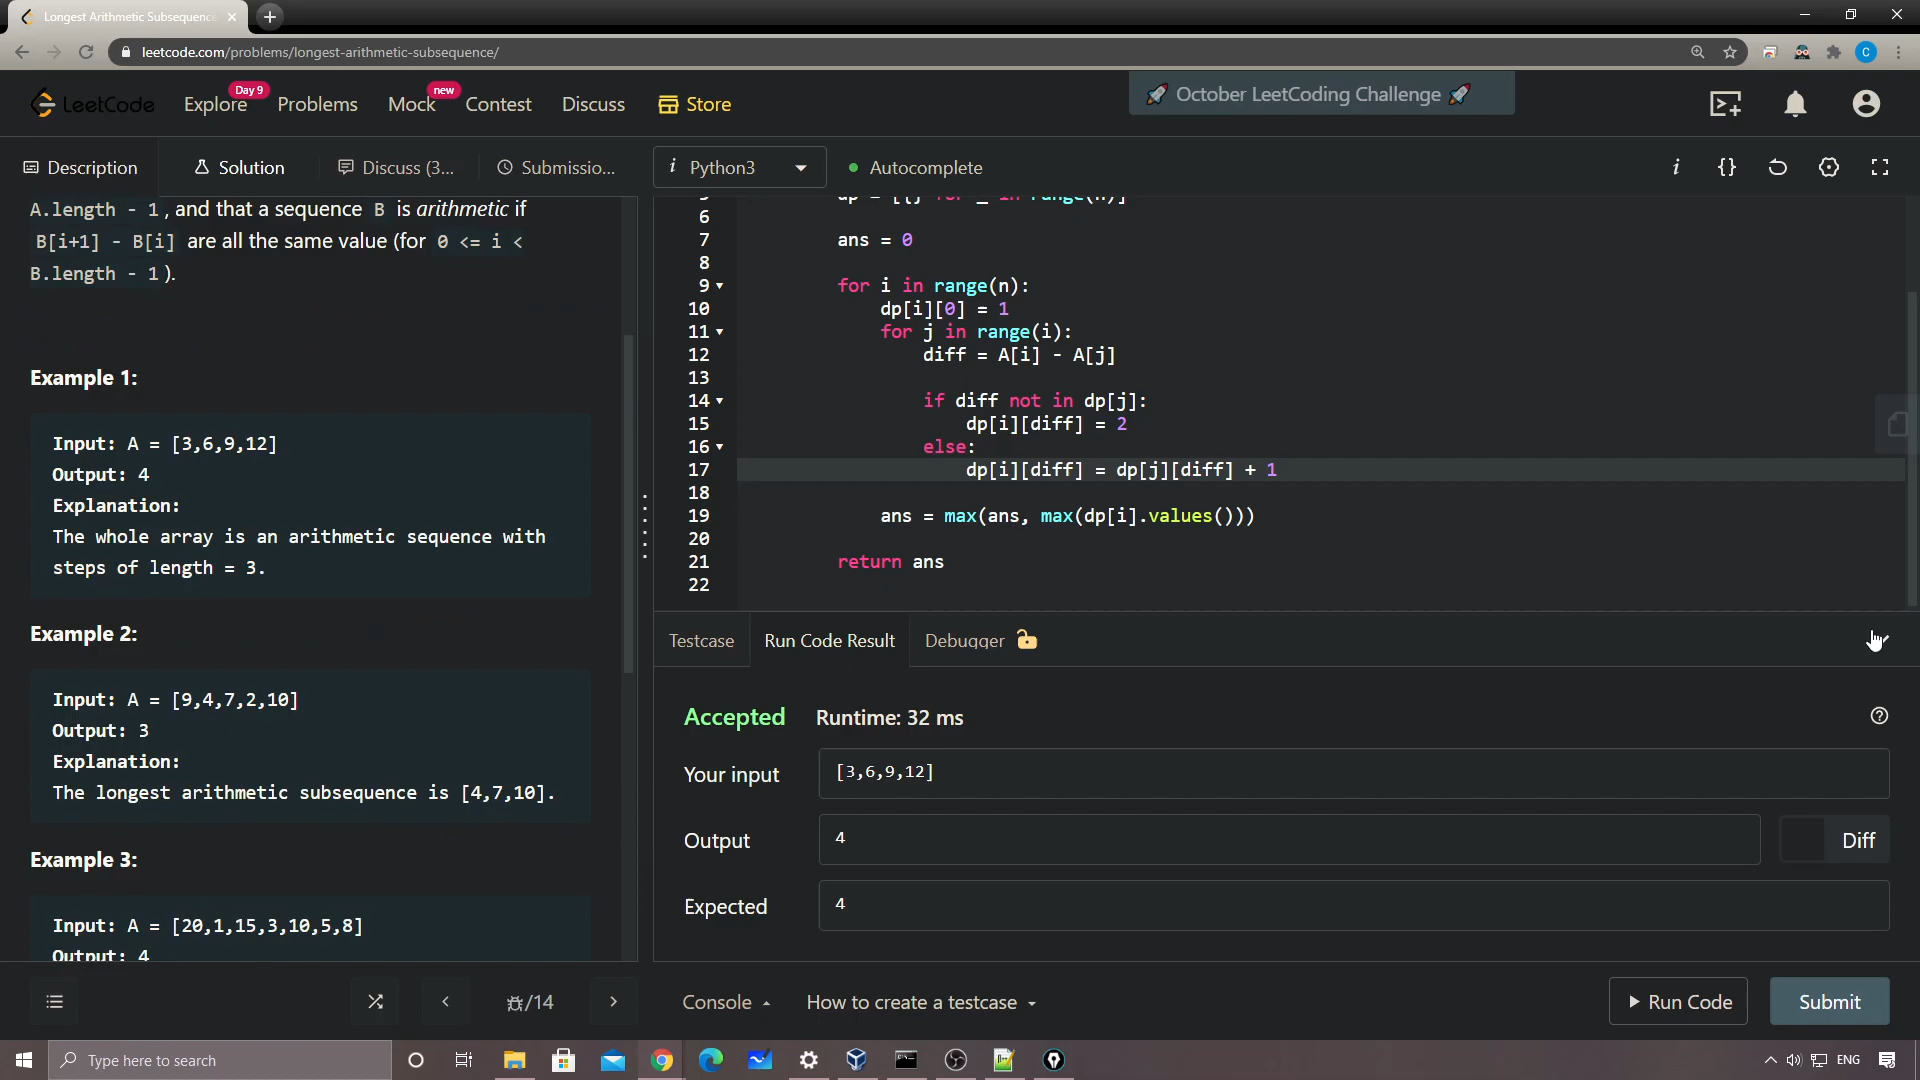 Longest Arithmetic Subsequence
leetcode.com/problems/longest-arithmetic-subsequence/
C
LeetCode
Explore
Day 9
Problems
Mock
new
Contest
Discuss
Store
🚀 October LeetCoding Challenge 🚀
Description
Solution
Discuss (3...
Submissio...
i Python3
Autocomplete
i
{}
A.length - 1, and that a sequence B is arithmetic if
B[i+1] - B[i] are all the same value (for 0 <= i <
B.length - 1).
Example 1:
Input: A = [3,6,9,12]
Output: 4
Explanation:
The whole array is an arithmetic sequence with
steps of length = 3.
Example 2:
Input: A = [9,4,7,2,10]
Output: 3
Explanation:
The longest arithmetic subsequence is [4,7,10].
Example 3:
Input: A = [20,1,15,3,10,5,8]
Output: 4
5 dp = [{} for _ in range(n)]
6
7 ans = 0
8
9 for i in range(n):
10 dp[i][0] = 1
11 for j in range(i):
12 diff = A[i] - A[j]
13
14 if diff not in dp[j]:
15 dp[i][diff] = 2
16 else:
17 dp[i][diff] = dp[j][diff] + 1
18
19 ans = max(ans, max(dp[i].values()))
20
21 return ans
22
Testcase
Run Code Result
Debugger
Accepted
Runtime: 32 ms
Your input
[3,6,9,12]
Output
4
Diff
Expected
4
/14
Console
How to create a testcase
Run Code
Submit
Type here to search
ENG